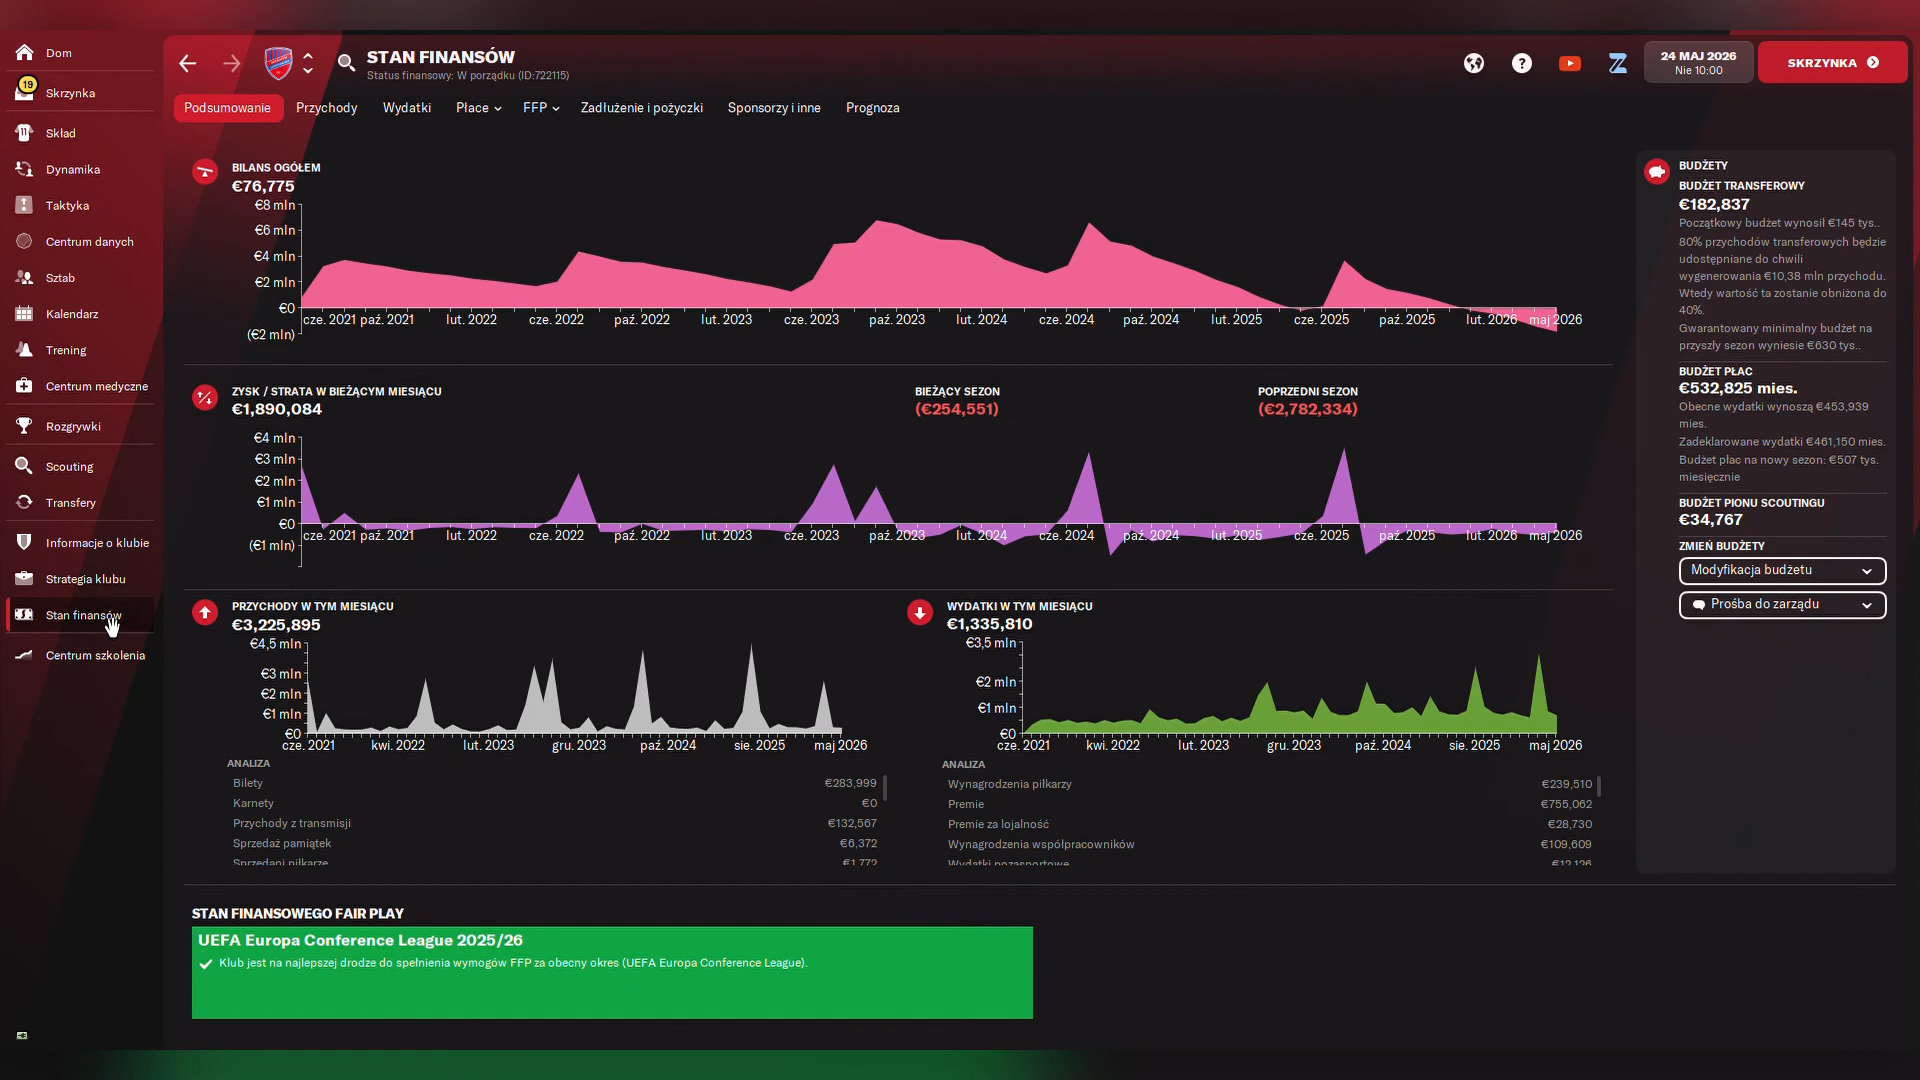 Dom
19
Skrzynka
Skład
Dynamika
Taktyka
Centrum danych
Sztab
Kalendarz
Trening
Centrum medyczne
Rozgrywki
Scouting
Transfery
Informacje o klubie
Strategia klubu
Stan finansów
Centrum szkolenia
STAN FINANSÓW
Status finansowy: W porządku (ID:722115)
24 MAJ 2026
Nie 10:00
SKRZYNKA
Podsumowanie
Przychody
Wydatki
Płace
FFP
Zadłużenie i pożyczki
Sponsorzy i inne
Prognoza
BILANS OGÓŁEM
€76,775
€8 mln
€6 mln
€4 mln
€2 mln
€0
(€2 mln)
cze. 2021 paź. 2021 lut. 2022 cze. 2022 paź. 2022 lut. 2023 cze. 2023 paź. 2023 lut. 2024 cze. 2024 paź. 2024 lut. 2025 cze. 2025 paź. 2025 lut. 2026 maj 2026
ZYSK / STRATA W BIEŻĄCYM MIESIĄCU
€1,890,084
BIEŻĄCY SEZON
(€254,551)
POPRZEDNI SEZON
(€2,782,334)
€4 mln
€3 mln
€2 mln
€1 mln
€0
(€1 mln)
cze. 2021 paź. 2021 lut. 2022 cze. 2022 paź. 2022 lut. 2023 cze. 2023 paź. 2023 lut. 2024 cze. 2024 paź. 2024 lut. 2025 cze. 2025 paź. 2025 lut. 2026 maj 2026
PRZYCHODY W TYM MIESIĄCU
€3,225,895
€4,5 mln
€3 mln
€2 mln
€1 mln
€0
cze. 2021 kwi. 2022 lut. 2023 gru. 2023 paź. 2024 sie. 2025 maj 2026
ANALIZA
Bilety €283,999
Karnety €0
Przychody z transmisji €132,567
Sprzedaż pamiątek €6,372
Sprzedani piłkarze €1,772
WYDATKI W TYM MIESIĄCU
€1,335,810
€3,5 mln
€2 mln
€1 mln
€0
cze. 2021 kwi. 2022 lut. 2023 gru. 2023 paź. 2024 sie. 2025 maj 2026
ANALIZA
Wynagrodzenia piłkarzy €239,510
Premie €755,062
Premie za lojalność €28,730
Wynagrodzenia współpracowników €109,609
Wydatki pozasportowe €12,126
BUDŻETY
BUDŻET TRANSFEROWY
€182,837
Początkowy budżet wynosił €145 tys..
80% przychodów transferowych będzie
udostępniane do chwili
wygenerowania €10,38 mln przychodu.
Wtedy wartość ta zostanie obniżona do
40%.
Gwarantowany minimalny budżet na
przyszły sezon wyniesie €630 tys..
BUDŻET PŁAC
€532,825 mies.
Obecne wydatki wynoszą €453,939
mies.
Zadeklarowane wydatki €461,150 mies.
Budżet płac na nowy sezon: €507 tys.
miesięcznie
BUDŻET PIONU SCOUTINGU
€34,767
ZMIEŃ BUDŻETY
Modyfikacja budżetu
Prośba do zarządu
STAN FINANSOWEGO FAIR PLAY
UEFA Europa Conference League 2025/26
Klub jest na najlepszej drodze do spełnienia wymogów FFP za obecny okres (UEFA Europa Conference League).